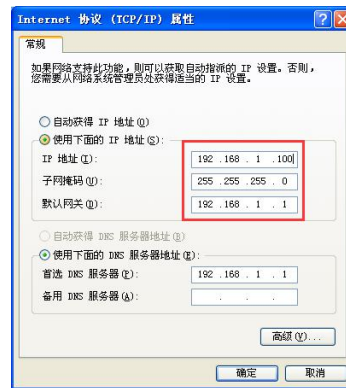 Internet 协议 (TCP/IP) 属性
常规
如果网络支持此功能，则可以获取自动指派的 IP 设置。否则，
您需要从网络系统管理员处获得适当的 IP 设置。
自动获得 IP 地址(O)
使用下面的 IP 地址(S):
IP 地址(I): 192 .168 . 1 .100
子网掩码(U): 255 .255 .255 . 0
默认网关(D): 192 .168 . 1 . 1
自动获得 DNS 服务器地址(B)
使用下面的 DNS 服务器地址(E):
首选 DNS 服务器(P): 192 .168 . 1 . 1
备用 DNS 服务器(A): . . .
高级(V)...
确定 取消